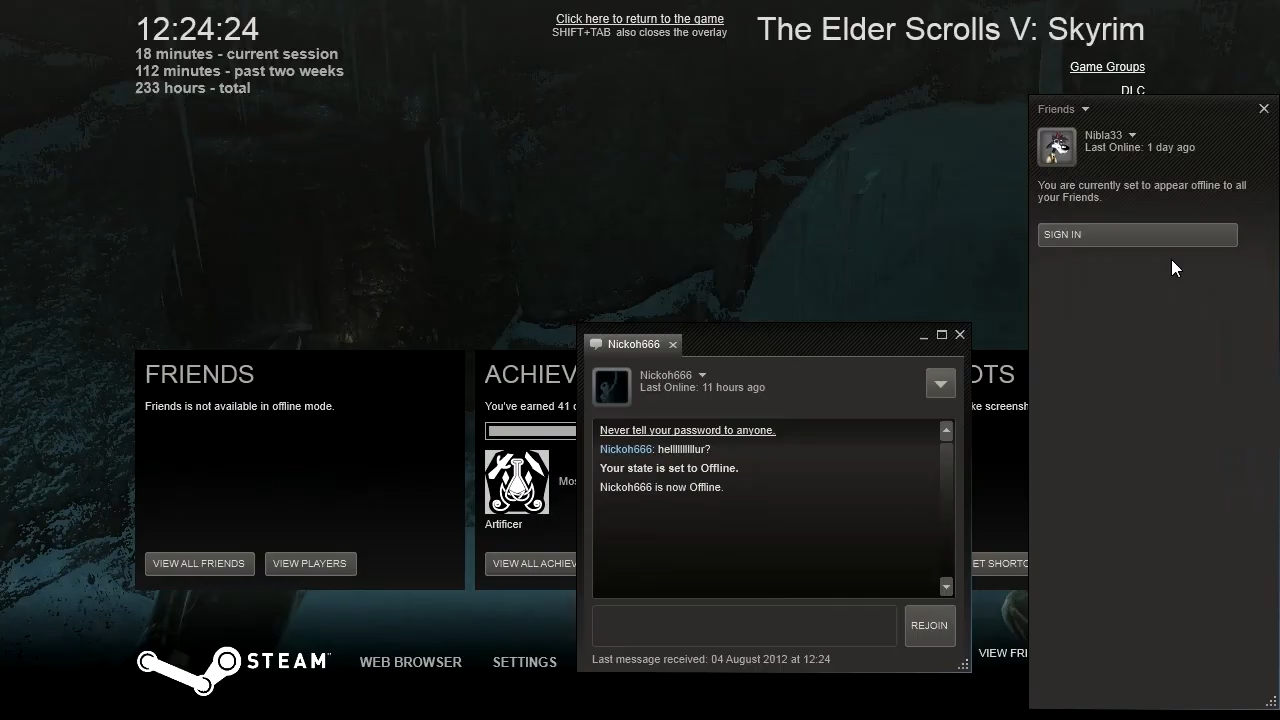 12:24:24
18 minutes - current session
112 minutes - past two weeks
233 hours - total
Click here to return to the game
SHIFT+TAB also closes the overlay
The Elder Scrolls V: Skyrim
Game Groups
DLC
Friends
Nibla33
Last Online: 1 day ago
You are currently set to appear offline to all
your Friends.
SIGN IN
FRIENDS
Friends is not available in offline mode.
VIEW ALL FRIENDS
VIEW PLAYERS
ACHIEV
You've earned 41
Mos
Artificer
VIEW ALL ACHIEV
Nickoh666
Nickoh666
Last Online: 11 hours ago
Never tell your password to anyone.
Nickoh666: hellllllllllur?
Your state is set to Offline.
Nickoh666 is now Offline.
REJOIN
Last message received: 04 August 2012 at 12:24
OTS
ke screensh
ET SHORTC
STEAM™
WEB BROWSER
SETTINGS
VIEW FRI